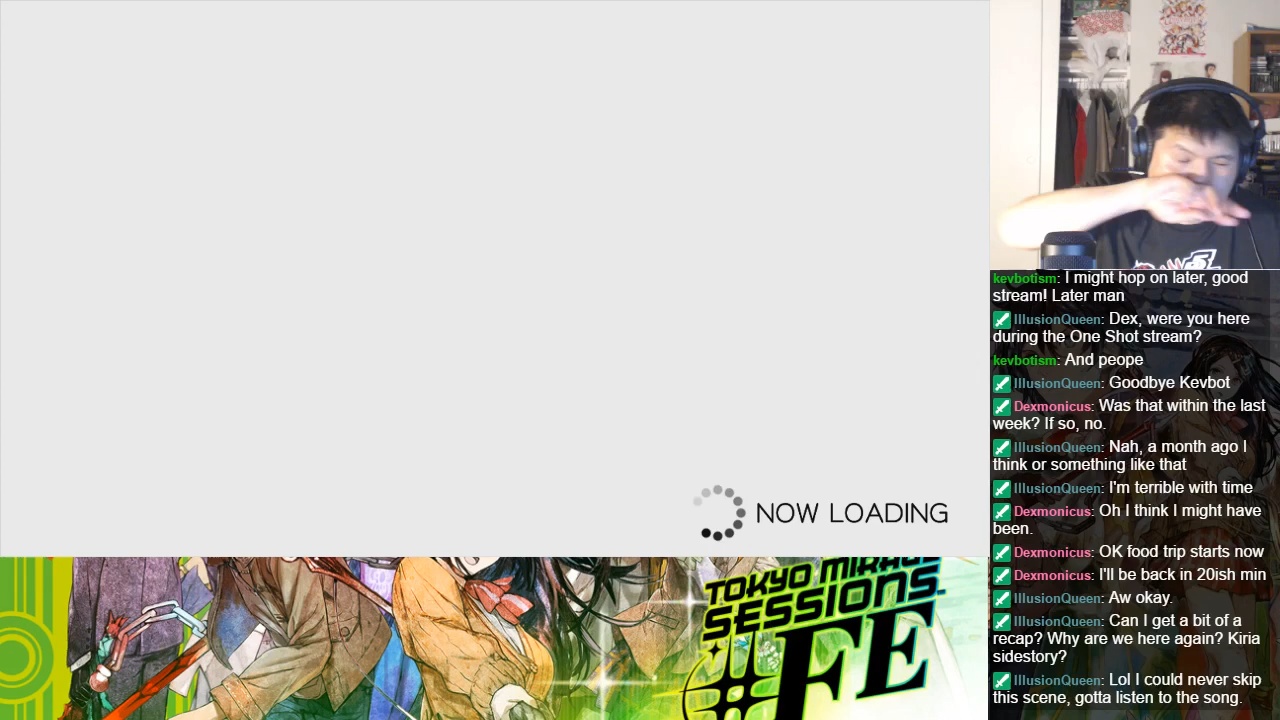 NOW LOADING
TOKYO MIRAGE
SESSIONS
#FE
kevbotism: I might hop on later, good
stream! Later man
IllusionQueen: Dex, were you here
during the One Shot stream?
kevbotism: And peope
IllusionQueen: Goodbye Kevbot
Dexmonicus: Was that within the last
week? If so, no.
IllusionQueen: Nah, a month ago I
think or something like that
IllusionQueen: I'm terrible with time
Dexmonicus: Oh I think I might have
been.
Dexmonicus: OK food trip starts now
Dexmonicus: I'll be back in 20ish min
IllusionQueen: Aw okay.
IllusionQueen: Can I get a bit of a
recap? Why are we here again? Kiria
sidestory?
IllusionQueen: Lol I could never skip
this scene, gotta listen to the song.